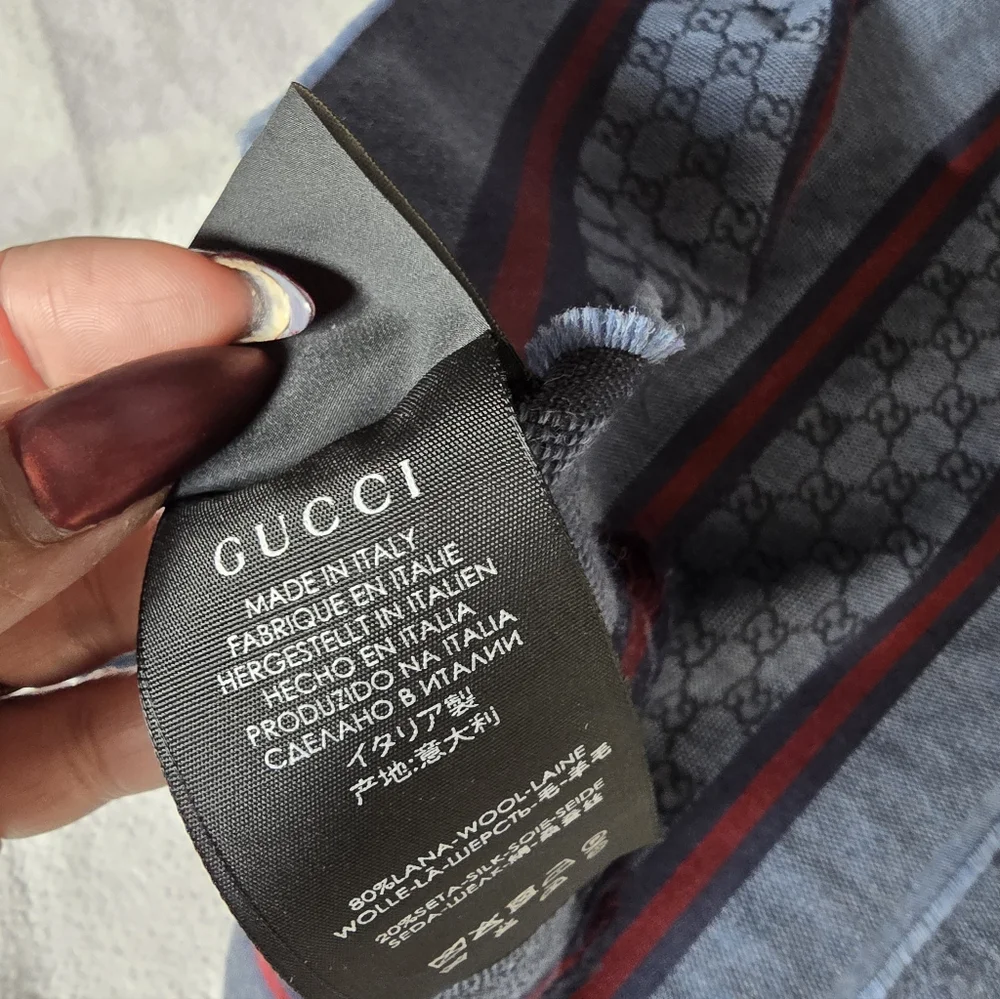 GUCCI
MADE IN ITALY
FABRIQUE EN ITALIE
HERGESTELLT IN ITALIEN
HECHO EN ITALIA
PRODUZIDO NA ITALIA
СДЕЛАНО В ИТАЛИИ
イタリア製
产地:意大利
80%LANA-WOOL-LAINE
WOLLE-LÃ-ШЕРСТЬ-毛-羊毛
20%SETA-SILK-SOIE-SEIDE
SEDA-ШЕЛК-絹-桑蚕丝